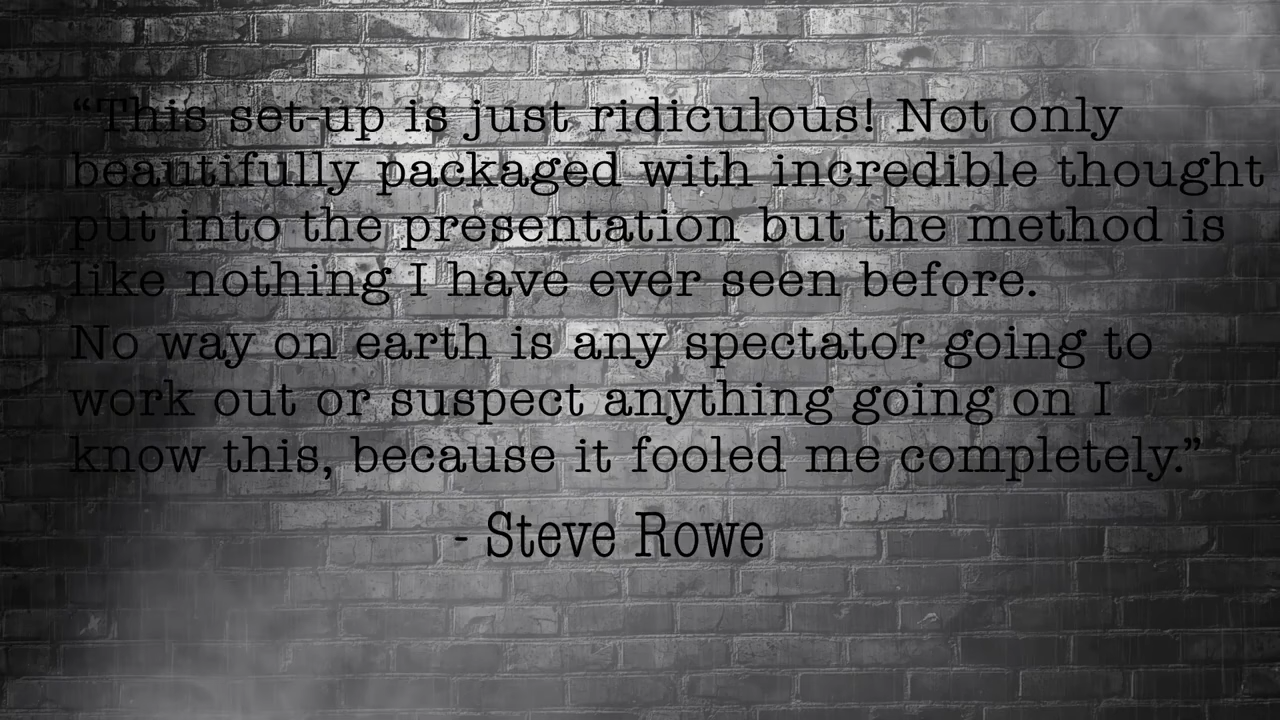 “This set-up is just ridiculous! Not only
beautifully packaged with incredible thought
put into the presentation but the method is
like nothing I have ever seen before.
No way on earth is any spectator going to
work out or suspect anything going on I
know this, because it fooled me completely.”
- Steve Rowe